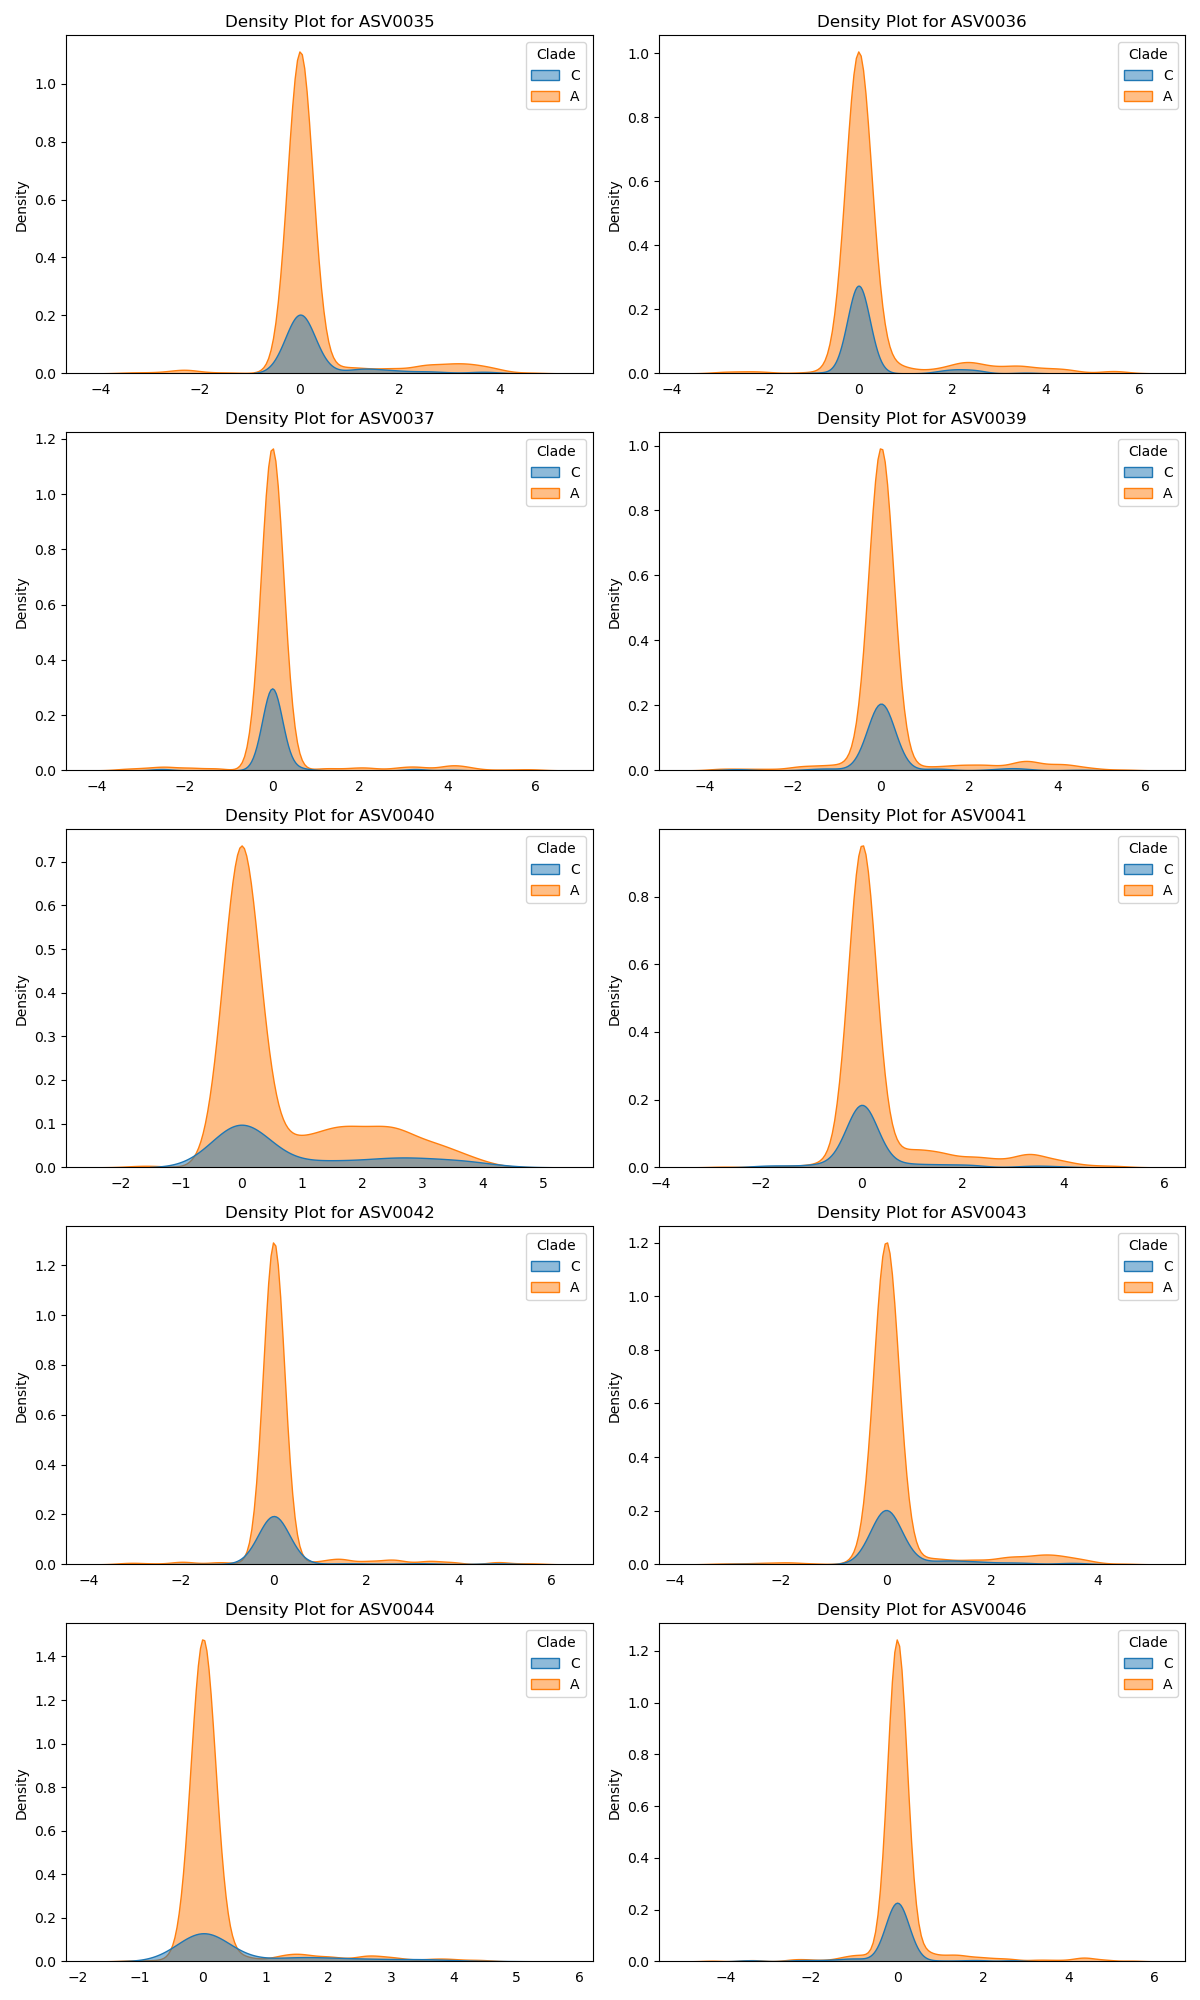 Density Plot for ASV0035
Density
1.0
0.8
0.6
0.4
0.2
0.0
−4 −2 0 2 4
Clade
C
A
Density Plot for ASV0036
Density
1.0
0.8
0.6
0.4
0.2
0.0
−4 −2 0 2 4 6
Clade
C
A
Density Plot for ASV0037
Density
1.2
1.0
0.8
0.6
0.4
0.2
0.0
−4 −2 0 2 4 6
Clade
C
A
Density Plot for ASV0039
Density
1.0
0.8
0.6
0.4
0.2
0.0
−4 −2 0 2 4 6
Clade
C
A
Density Plot for ASV0040
Density
0.7
0.6
0.5
0.4
0.3
0.2
0.1
0.0
−2 −1 0 1 2 3 4 5
Clade
C
A
Density Plot for ASV0041
Density
0.8
0.6
0.4
0.2
0.0
−4 −2 0 2 4 6
Clade
C
A
Density Plot for ASV0042
Density
1.2
1.0
0.8
0.6
0.4
0.2
0.0
−4 −2 0 2 4 6
Clade
C
A
Density Plot for ASV0043
Density
1.2
1.0
0.8
0.6
0.4
0.2
0.0
−4 −2 0 2 4
Clade
C
A
Density Plot for ASV0044
Density
1.4
1.2
1.0
0.8
0.6
0.4
0.2
0.0
−2 −1 0 1 2 3 4 5 6
Clade
C
A
Density Plot for ASV0046
Density
1.2
1.0
0.8
0.6
0.4
0.2
0.0
−4 −2 0 2 4 6
Clade
C
A